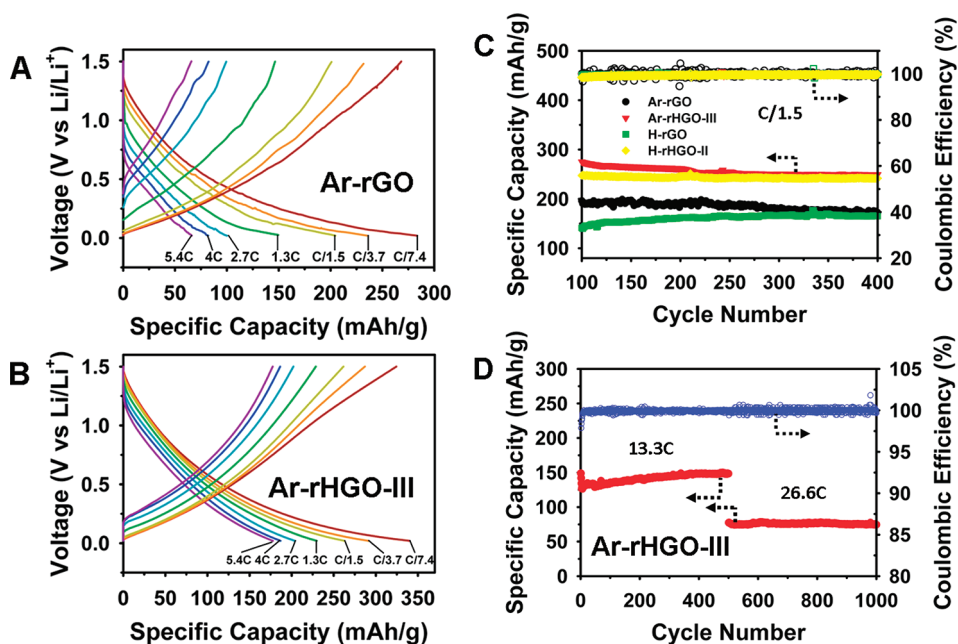 A
Voltage (V vs Li/Li+)
1.5
1.0
0.5
0.0
Ar-rGO
5.4C 4C 2.7C 1.3C C/1.5 C/3.7 C/7.4
0 50 100 150 200 250 300
Specific Capacity (mAh/g)
B
Voltage (V vs Li/Li+)
1.5
1.0
0.5
0.0
Ar-rHGO-III
5.4C 4C 2.7C 1.3C C/1.5 C/3.7 C/7.4
0 50 100 150 200 250 300 350
Specific Capacity (mAh/g)
C
Specific Capacity (mAh/g)
500
400
300
200
100
Ar-rGO
Ar-rHGO-III
H-rGO
H-rHGO-II
C/1.5
100
80
60
40
20
Coulombic Efficiency (%)
100 150 200 250 300 350 400
Cycle Number
D
Specific Capacity (mAh/g)
300
250
200
150
100
50
0
13.3C
26.6C
Ar-rHGO-III
105
100
95
90
85
80
Coulombic Efficiency (%)
0 200 400 600 800 1000
Cycle Number